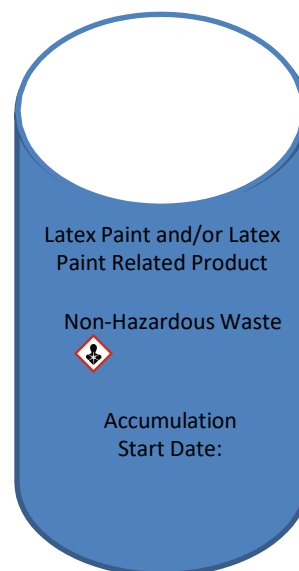 Latex Paint and/or Latex
Paint Related Product
Non-Hazardous Waste
Accumulation
Start Date: